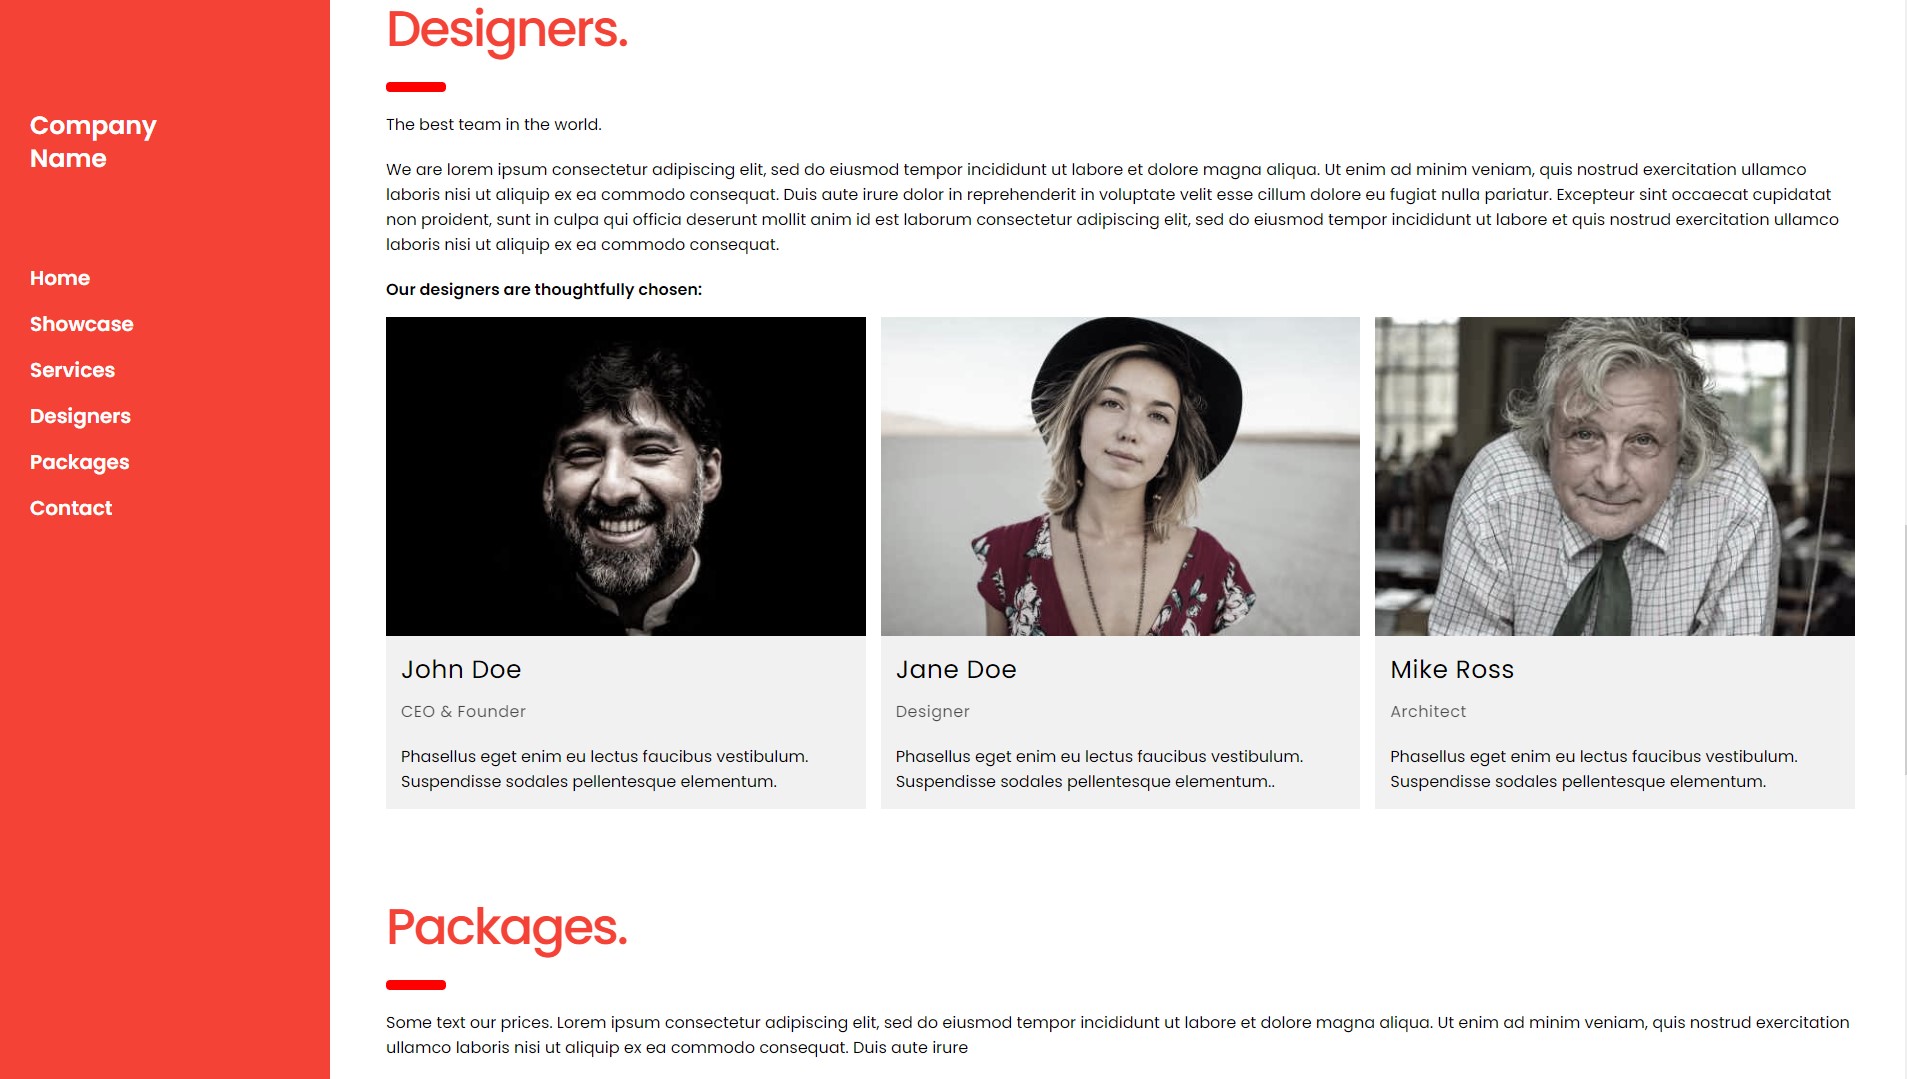 Company
Name
Home
Showcase
Services
Designers
Packages
Contact
Designers.
The best team in the world.
We are lorem ipsum consectetur adipiscing elit, sed do eiusmod tempor incididunt ut labore et dolore magna aliqua. Ut enim ad minim veniam, quis nostrud exercitation ullamco
laboris nisi ut aliquip ex ea commodo consequat. Duis aute irure dolor in reprehenderit in voluptate velit esse cillum dolore eu fugiat nulla pariatur. Excepteur sint occaecat cupidatat
non proident, sunt in culpa qui officia deserunt mollit anim id est laborum consectetur adipiscing elit, sed do eiusmod tempor incididunt ut labore et quis nostrud exercitation ullamco
laboris nisi ut aliquip ex ea commodo consequat.
Our designers are thoughtfully chosen:
John Doe
CEO & Founder
Phasellus eget enim eu lectus faucibus vestibulum.
Suspendisse sodales pellentesque elementum.
Jane Doe
Designer
Phasellus eget enim eu lectus faucibus vestibulum.
Suspendisse sodales pellentesque elementum..
Mike Ross
Architect
Phasellus eget enim eu lectus faucibus vestibulum.
Suspendisse sodales pellentesque elementum.
Packages.
Some text our prices. Lorem ipsum consectetur adipiscing elit, sed do eiusmod tempor incididunt ut labore et dolore magna aliqua. Ut enim ad minim veniam, quis nostrud exercitation
ullamco laboris nisi ut aliquip ex ea commodo consequat. Duis aute irure